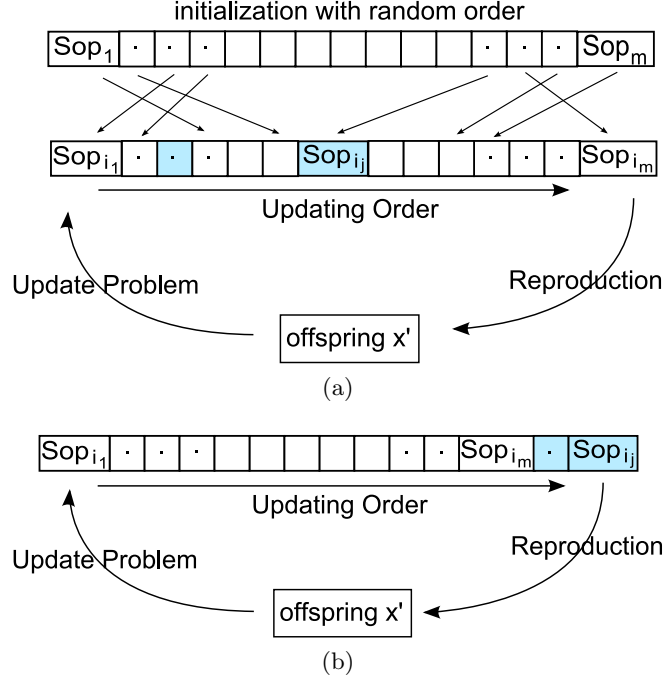 initialization with random order
Sop1 · · · · · · Sopm
Sopi1 · · · Sopij · · · Sopim
Updating Order
Update Problem
Reproduction
offspring x'
(a)
Sopi1 · · · · · Sopim · Sopij
Updating Order
Update Problem
Reproduction
offspring x'
(b)